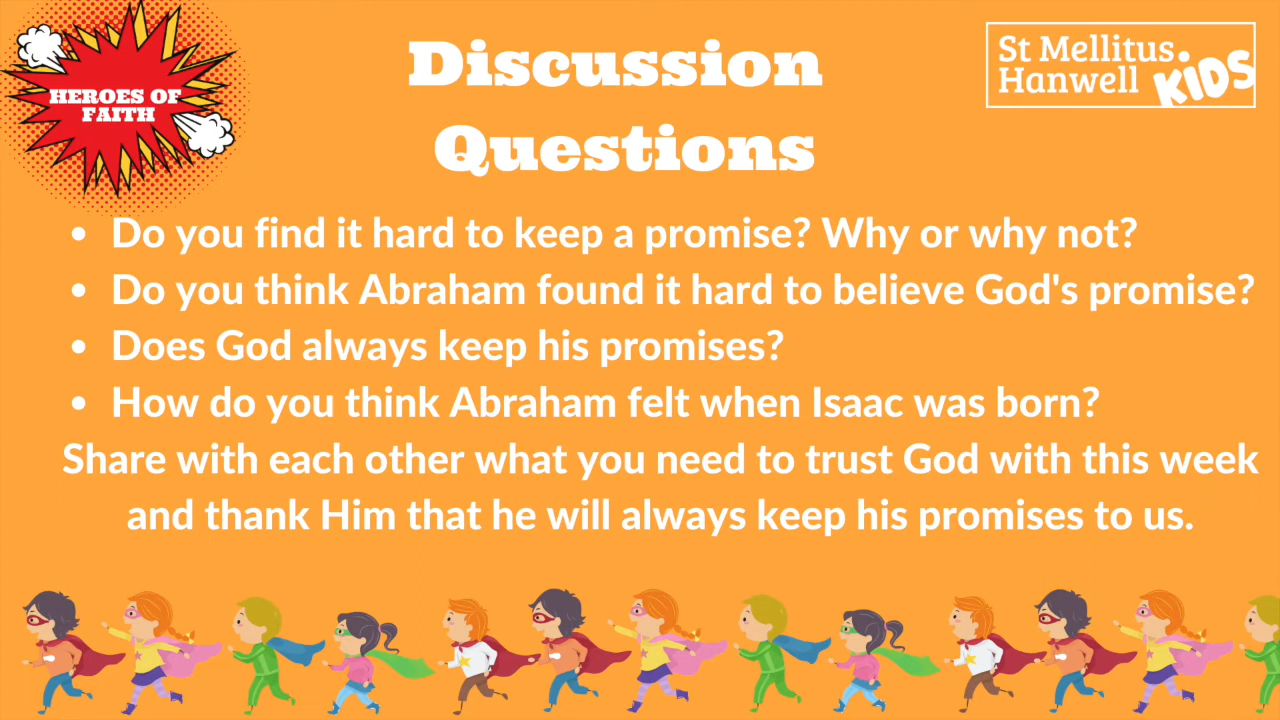 HEROES OF
FAITH
Discussion
Questions
St Mellitus
Hanwell KIDS
• Do you find it hard to keep a promise? Why or why not?
• Do you think Abraham found it hard to believe God's promise?
• Does God always keep his promises?
• How do you think Abraham felt when Isaac was born?
Share with each other what you need to trust God with this week
and thank Him that he will always keep his promises to us.